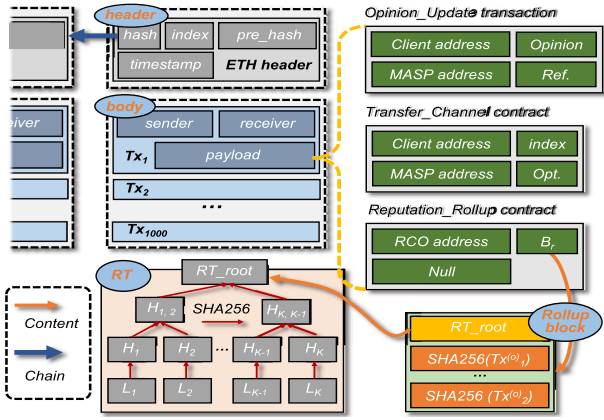 header
hash index pre_hash
timestamp ETH header
body
eiver
sender receiver
Tx1 payload
Tx2
...
Tx1000
Opinion_Update transaction
Client address Opinion
MASP address Ref.
Transfer_Channel contract
Client address index
MASP address Opt.
Reputation_Rollup contract
RCO address Br
Null
RT
RT_root
H1, 2 SHA256 HK, K-1
H1 H2 ... HK-1 HK
L1 L2 LK-1 LK
Content
Chain
Rollup
block
RT_root
SHA256(Tx(o)1)
...
SHA256 (Tx(o)2)